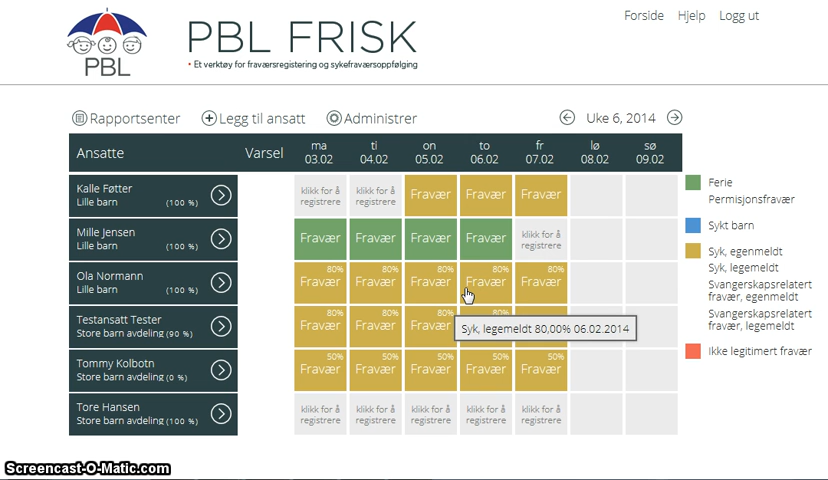 Forside Hjelp Logg ut
PBL
PBL FRISK
• Et verktøy for fraværsregistering og sykefraværsoppfølging
Rapportsenter Legg til ansatt Administrer Uke 6, 2014
Ansatte Varsel ma ti on to fr lø sø
03.02 04.02 05.02 06.02 07.02 08.02 09.02
Kalle Føtter
Lille barn (100 %)
klikk for å klikk for å
registrere registrere
Fravær Fravær Fravær
Mille Jensen
Lille barn (100 %)
Fravær Fravær Fravær Fravær
klikk for å
registrere
Ola Normann
Lille barn (100 %)
80% 80% 80% 80% 80%
Fravær Fravær Fravær Fravær Fravær
Testansatt Tester
Store barn avdeling (90 %)
80% 80% 80% 80% 80%
Fravær Fravær Fravær
Syk, legemeldt 80,00% 06.02.2014
Tommy Kolbotn
Store barn avdeling (0 %)
50% 50% 50% 50% 50%
Fravær Fravær Fravær Fravær Fravær
Tore Hansen
Store barn avdeling (100 %)
klikk for å klikk for å klikk for å klikk for å klikk for å
registrere registrere registrere registrere registrere
Ferie
Permisjonsfravær
Sykt barn
Syk, egenmeldt
Syk, legemeldt
Svangerskapsrelatert
fravær, egenmeldt
Svangerskapsrelatert
fravær, legemeldt
Ikke legitimert fravær
Screencast-O-Matic.com